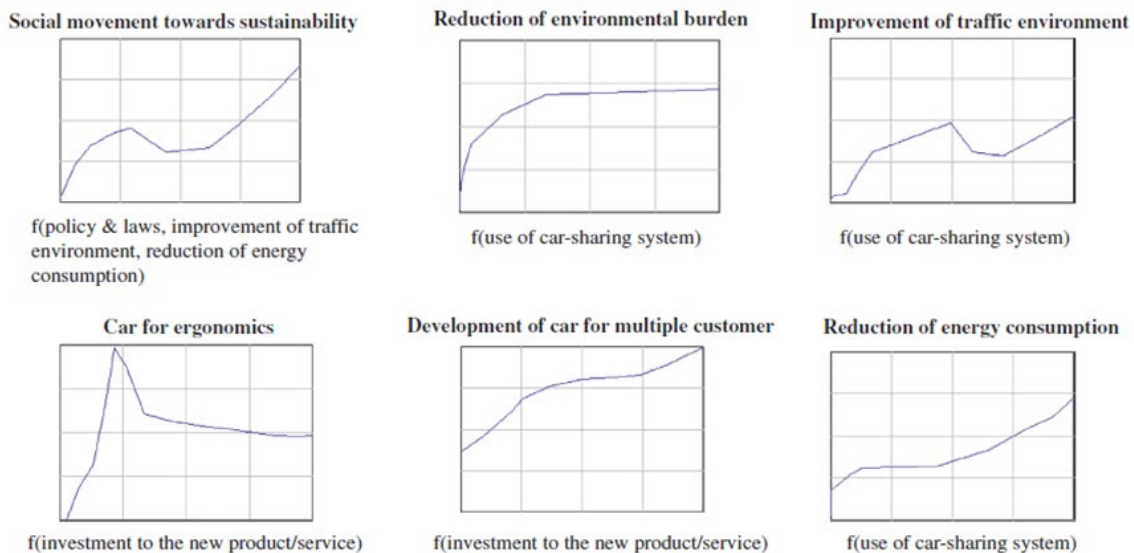 Social movement towards sustainability
Reduction of environmental burden
Improvement of traffic environment
f(policy & laws, improvement of traffic
environment, reduction of energy
consumption)
f(use of car-sharing system)
f(use of car-sharing system)
Car for ergonomics
Development of car for multiple customer
Reduction of energy consumption
f(investment to the new product/service)
f(investment to the new product/service)
f(use of car-sharing system)